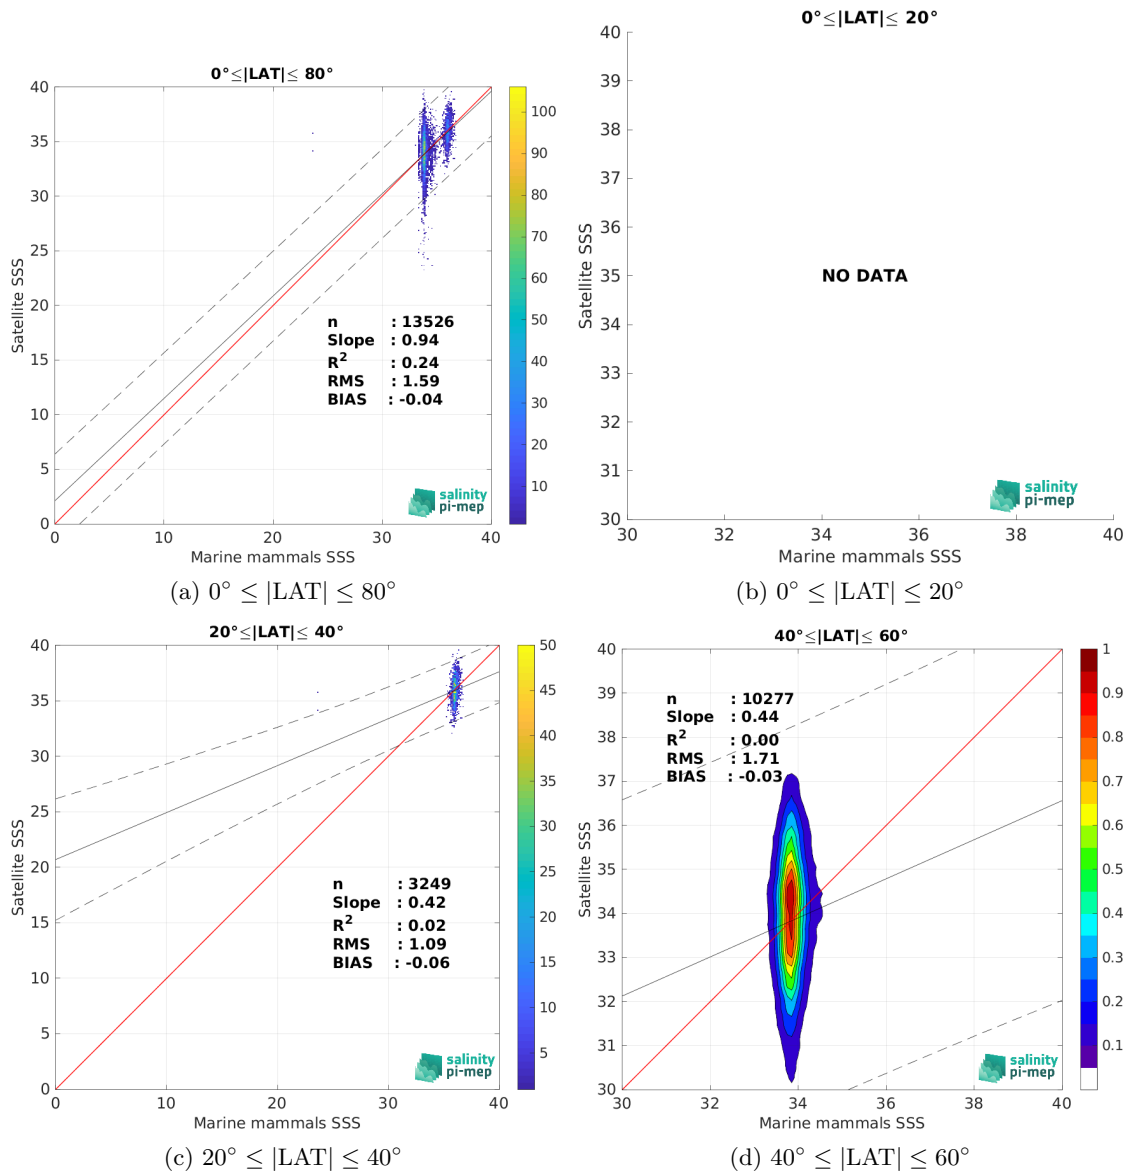 0°≤|LAT|≤ 80°
Satellite SSS
40
35
30
25
20
15
10
5
0
0 10 20 30 40
Marine mammals SSS
n : 13526
Slope : 0.94
R2 : 0.24
RMS : 1.59
BIAS : -0.04
100
90
80
70
60
50
40
30
20
10
salinity
pi-mep
(a) 0° ≤ |LAT| ≤ 80°
0°≤|LAT|≤ 20°
Satellite SSS
40
39
38
37
36
35
34
33
32
31
30
30 32 34 36 38 40
Marine mammals SSS
NO DATA
salinity
pi-mep
(b) 0° ≤ |LAT| ≤ 20°
20°≤|LAT|≤ 40°
Satellite SSS
40
35
30
25
20
15
10
5
0
0 10 20 30 40
Marine mammals SSS
n : 3249
Slope : 0.42
R2 : 0.02
RMS : 1.09
BIAS : -0.06
50
45
40
35
30
25
20
15
10
5
salinity
pi-mep
(c) 20° ≤ |LAT| ≤ 40°
40°≤|LAT|≤ 60°
Satellite SSS
40
39
38
37
36
35
34
33
32
31
30
30 32 34 36 38 40
Marine mammals SSS
n : 10277
Slope : 0.44
R2 : 0.00
RMS : 1.71
BIAS : -0.03
1
0.9
0.8
0.7
0.6
0.5
0.4
0.3
0.2
0.1
salinity
pi-mep
(d) 40° ≤ |LAT| ≤ 60°